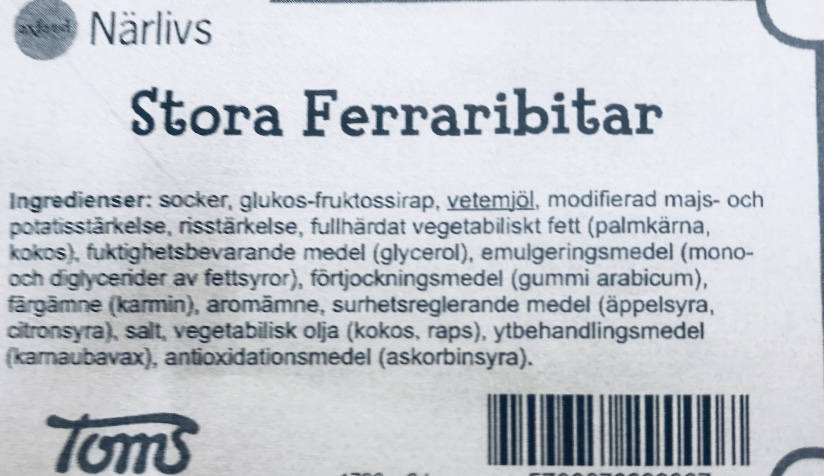 axfood Närlivs
Stora Ferraribitar
Ingredienser: socker, glukos-fruktossirap, vetemjöl, modifierad majs- och
potatisstärkelse, risstärkelse, fullhärdat vegetabiliskt fett (palmkärna,
kokos), fuktighetsbevarande medel (glycerol), emulgeringsmedel (mono-
och diglycerider av fettsyror), förtjockningsmedel (gummi arabicum),
färgämne (karmin), aromämne, surhetsreglerande medel (äppelsyra,
citronsyra), salt, vegetabilisk olja (kokos, raps), ytbehandlingsmedel
(karnaubavax), antioxidationsmedel (askorbinsyra).
Toms